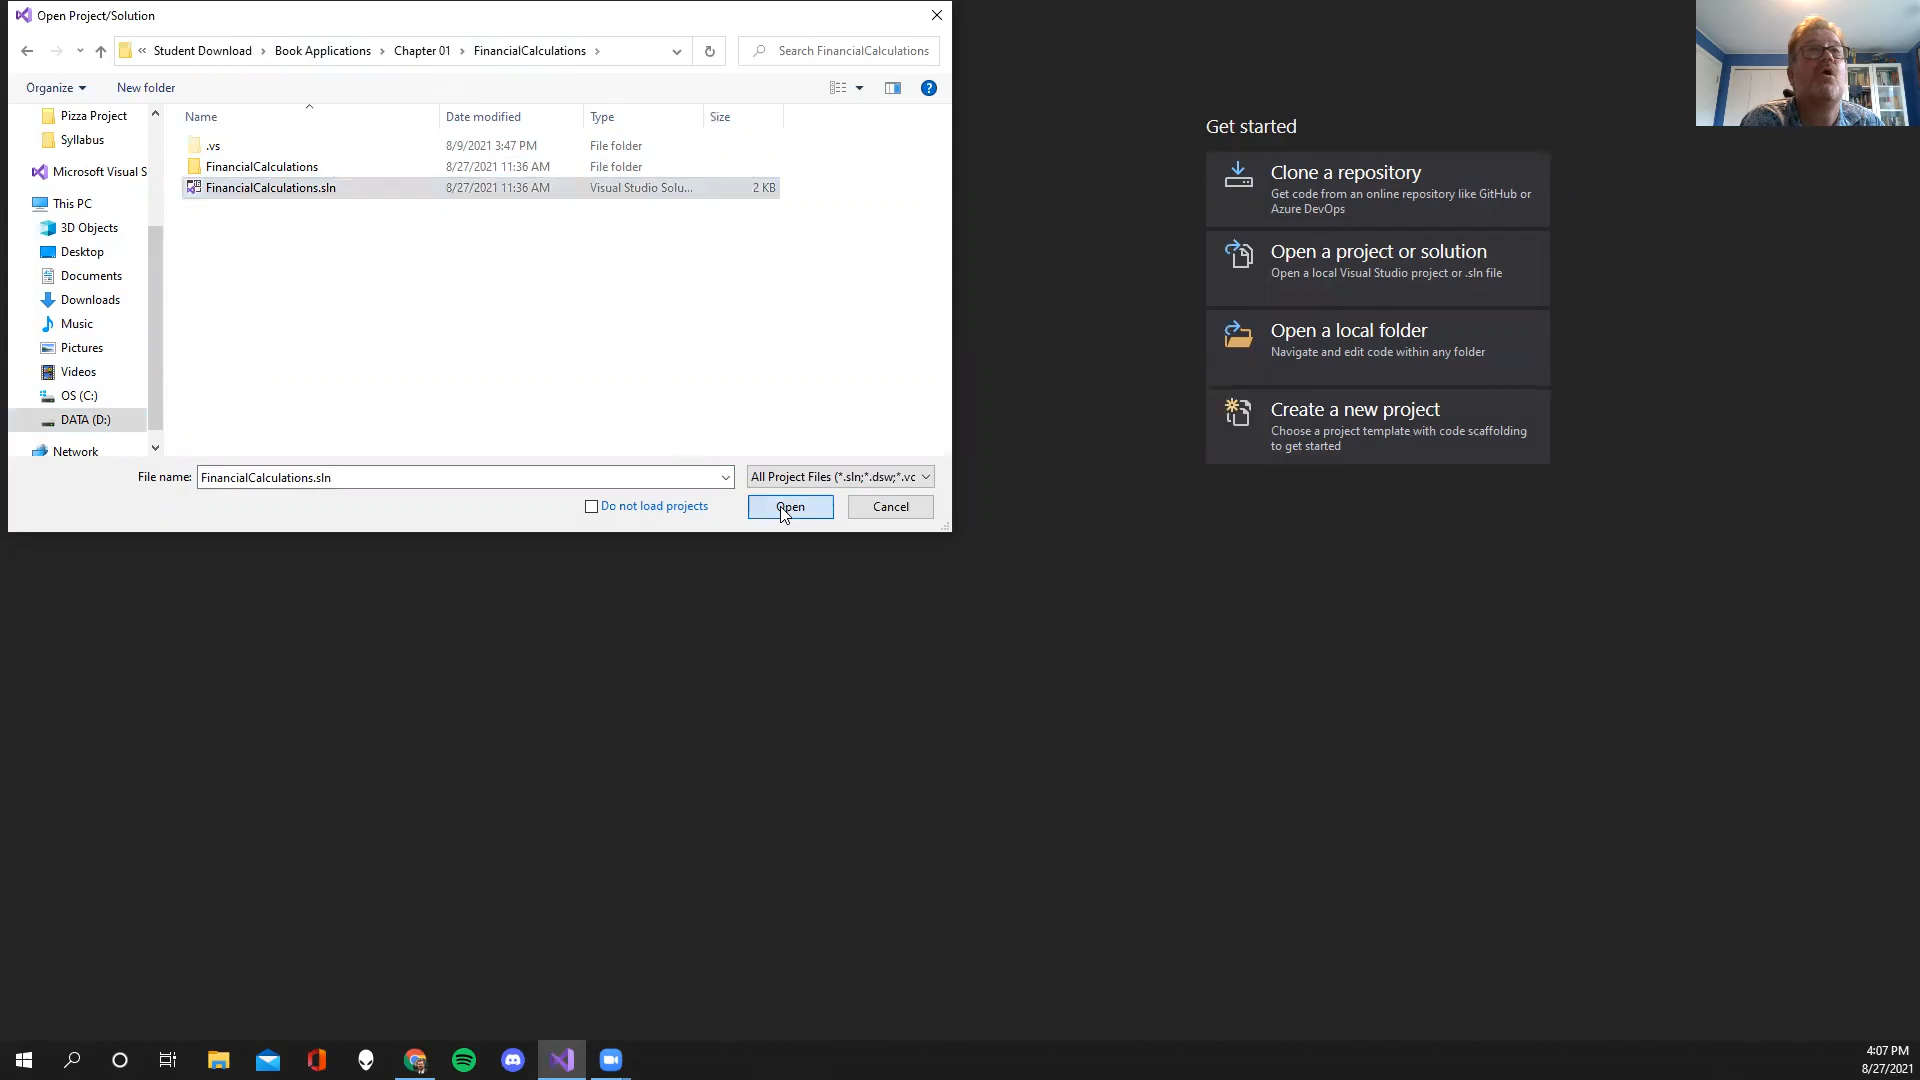 Open Project/Solution
« Student Download > Book Applications > Chapter 01 > FinancialCalculations >
Search FinancialCalculations
Organize
New folder
Name
Date modified
Type
Size
.vs
8/9/2021 3:47 PM
File folder
FinancialCalculations
8/27/2021 11:36 AM
File folder
FinancialCalculations.sln
8/27/2021 11:36 AM
Visual Studio Solu...
2 KB
Pizza Project
Syllabus
Microsoft Visual S
This PC
3D Objects
Desktop
Documents
Downloads
Music
Pictures
Videos
OS (C:)
DATA (D:)
Network
File name:
FinancialCalculations.sln
All Project Files (*.sln;*.dsw;*.vc
Do not load projects
Open
Cancel
Get started
Clone a repository
Get code from an online repository like GitHub or
Azure DevOps
Open a project or solution
Open a local Visual Studio project or .sln file
Open a local folder
Navigate and edit code within any folder
Create a new project
Choose a project template with code scaffolding
to get started
4:07 PM
8/27/2021